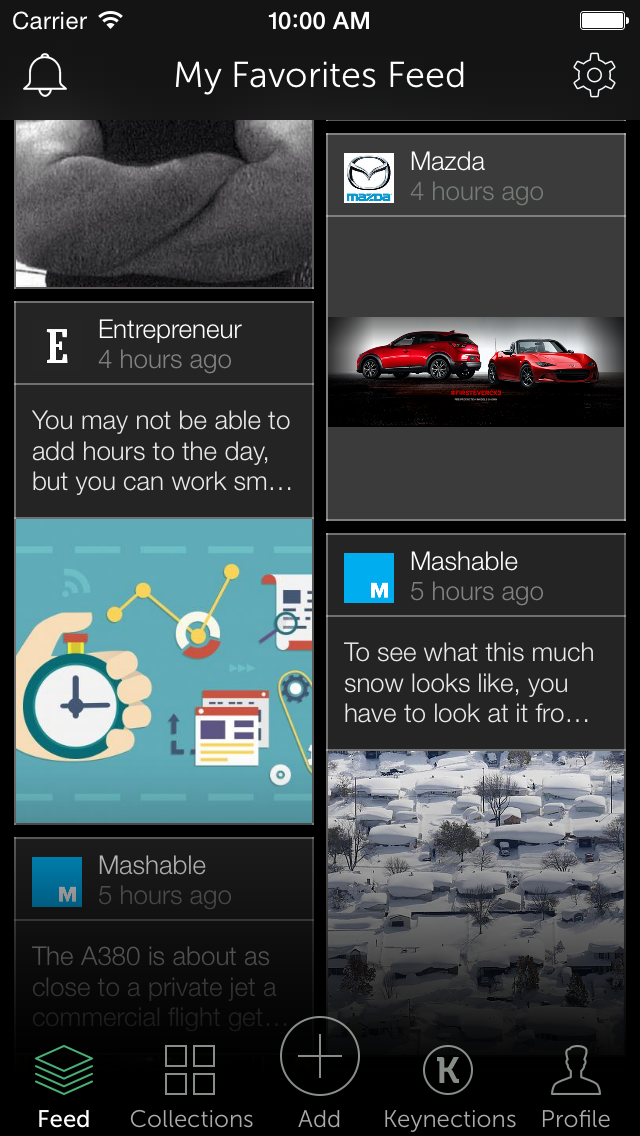 Carrier
10:00 AM
My Favorites Feed
E
Entrepreneur
4 hours ago
You may not be able to
add hours to the day,
but you can work sm...
M
Mashable
5 hours ago
The A380 is about as
close to a private jet a
commercial flight get...
mazda
Mazda
4 hours ago
M
Mashable
5 hours ago
To see what this much
snow looks like, you
have to look at it fro...
Feed
Collections
Add
K
Keynections
Profile